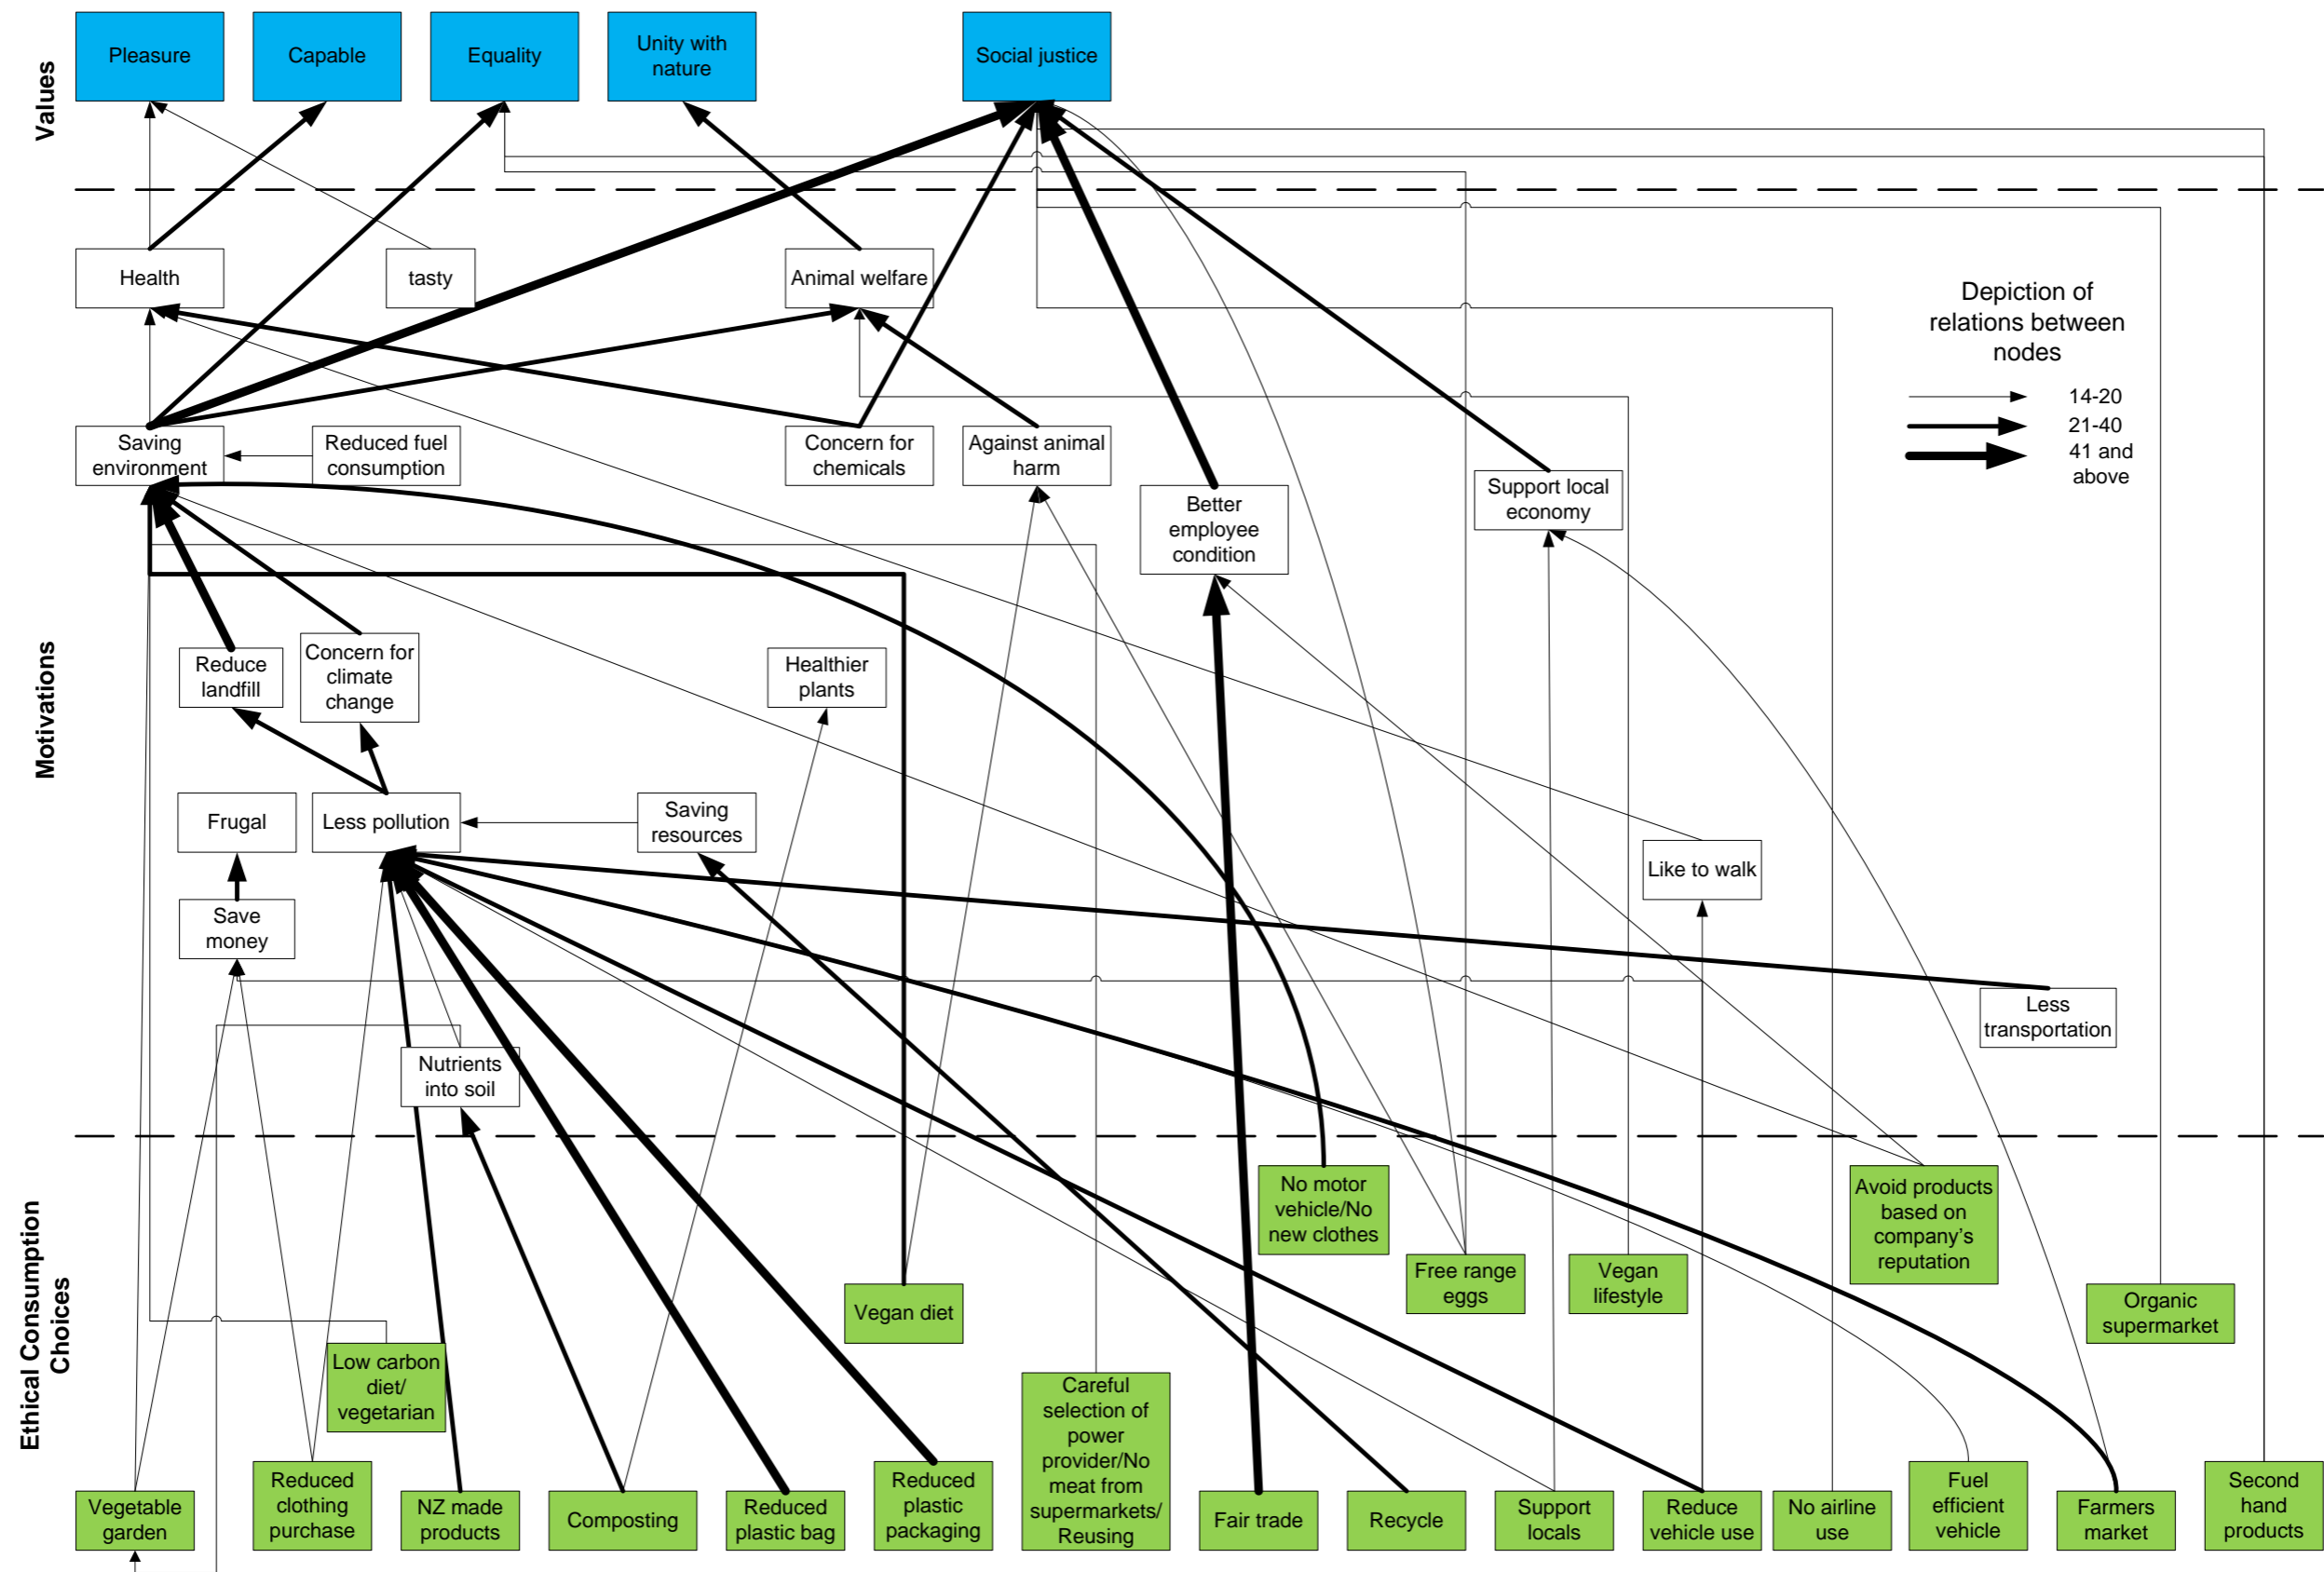 Values
Pleasure
Capable
Equality
Unity with
nature
Social justice
Health
tasty
Animal welfare
Depiction of
relations between
nodes
14-20
21-40
41 and
above
Saving
environment
Reduced fuel
consumption
Concern for
chemicals
Against animal
harm
Better
employee
condition
Support local
economy
Motivations
Reduce
landfill
Concern for
climate
change
Healthier
plants
Frugal
Less pollution
Saving
resources
Like to walk
Save
money
Less
transportation
Nutrients
into soil
Ethical Consumption
Choices
No motor
vehicle/No
new clothes
Avoid products
based on
company's
reputation
Free range
eggs
Vegan
lifestyle
Vegan diet
Organic
supermarket
Low carbon
diet/
vegetarian
Careful
selection of
power
provider/No
meat from
supermarkets/
Reusing
Vegetable
garden
Reduced
clothing
purchase
NZ made
products
Composting
Reduced
plastic bag
Reduced
plastic
packaging
Fair trade
Recycle
Support
locals
Reduce
vehicle use
No airline
use
Fuel
efficient
vehicle
Farmers
market
Second
hand
products